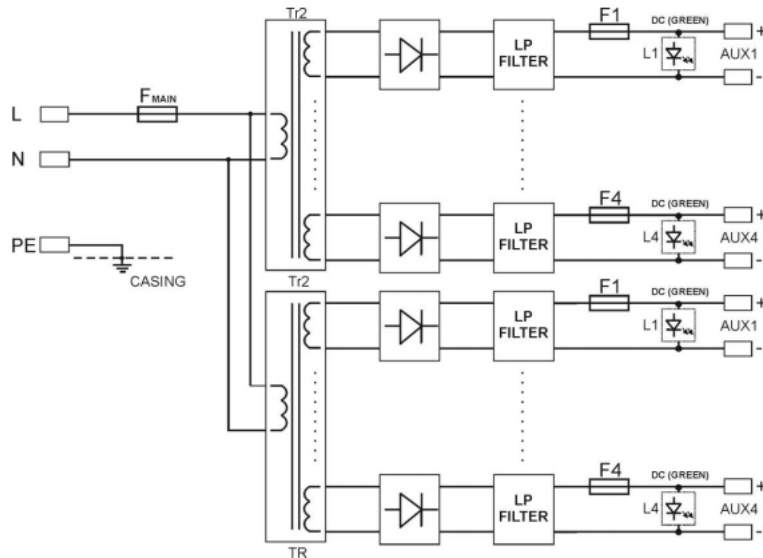 Tr2
F1
DC (GREEN)
+
LP
FILTER
L1
AUX1
-
L
F MAIN
N
F4
DC (GREEN)
+
LP
FILTER
L4
AUX4
-
PE
CASING
Tr2
F1
DC (GREEN)
+
LP
FILTER
L1
AUX1
-
F4
DC (GREEN)
+
LP
FILTER
L4
AUX4
-
TR